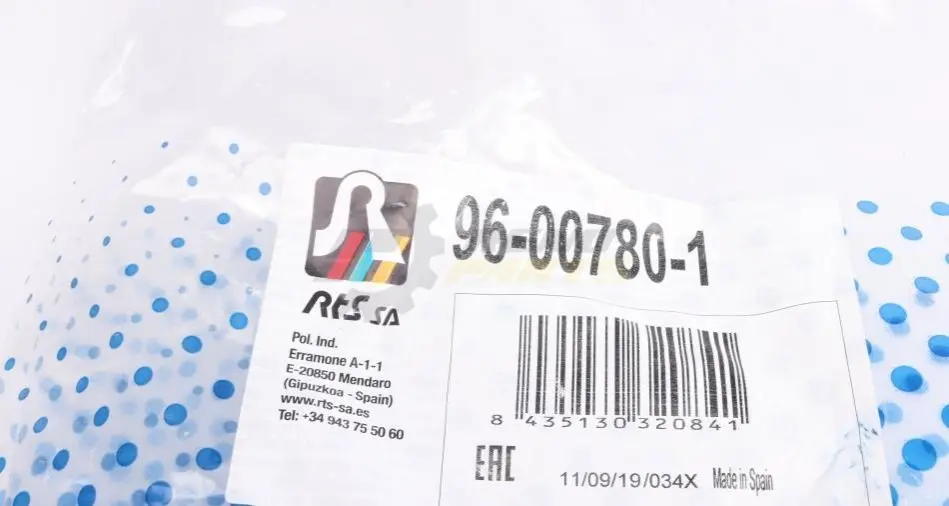 96-00780-1
RTS SA
Pol. Ind.
Erramone A-1-1
E-20850 Mendaro
(Gipuzkoa - Spain)
www.rts-sa.es
Tel: +34 943 75 50 60
8 435130 320841
EAC
11/09/19/034X Made in Spain